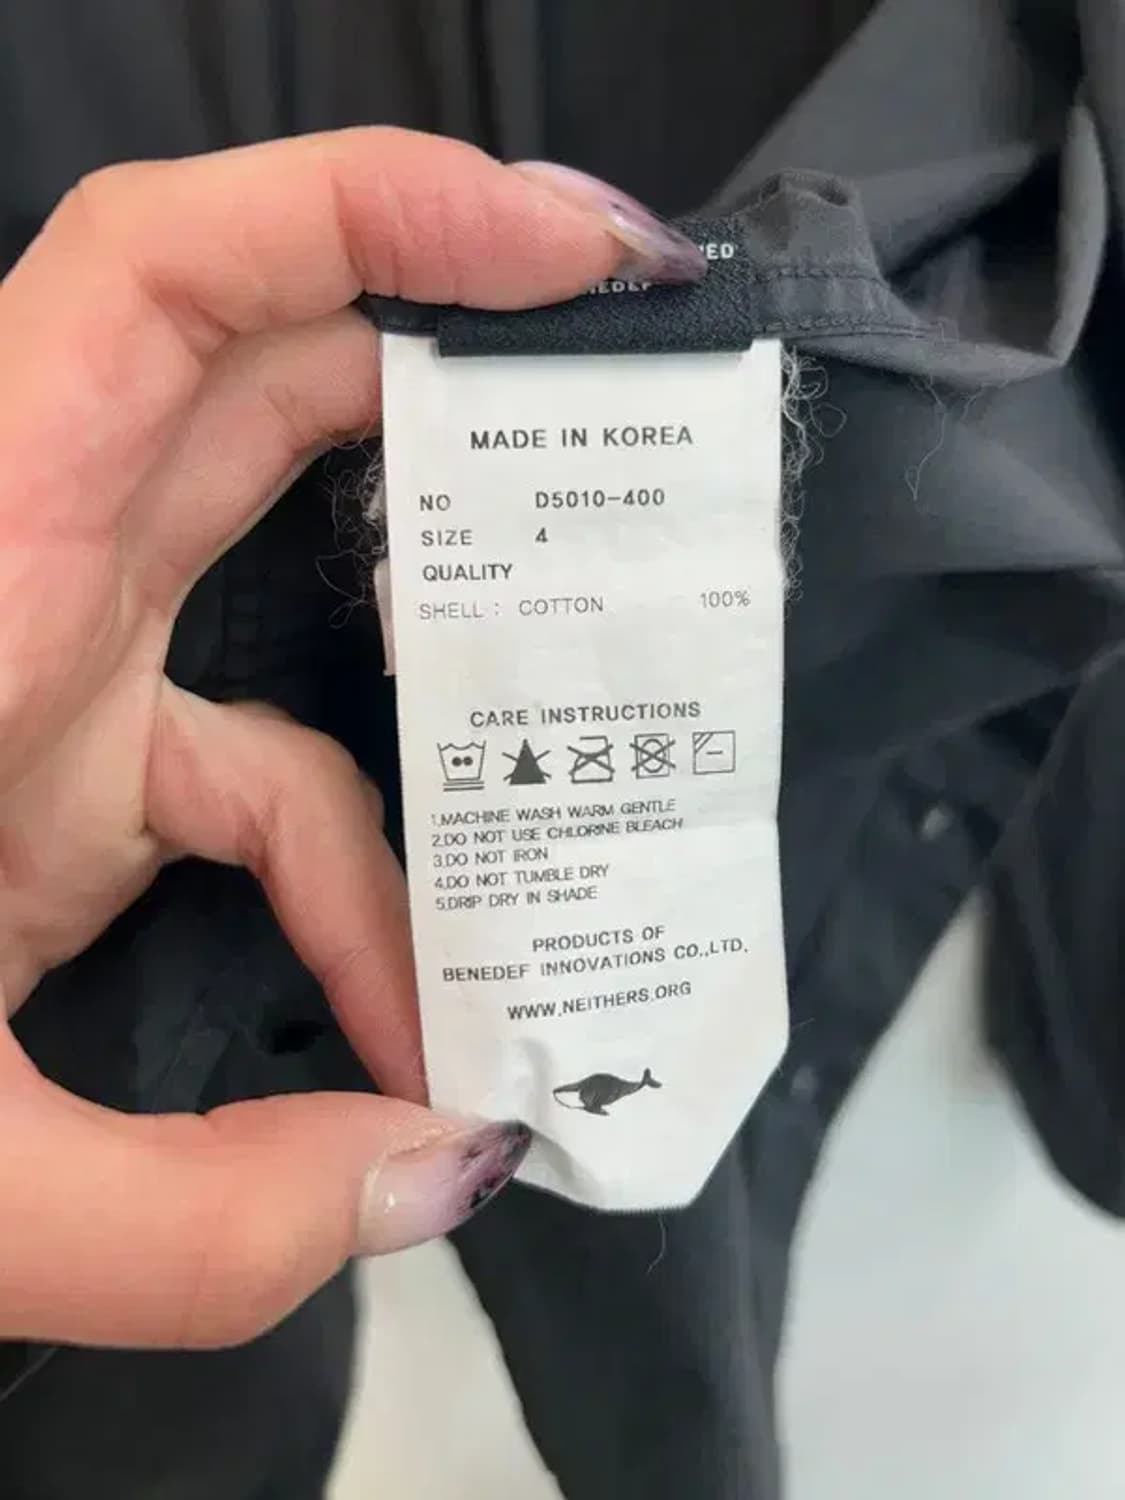 MADE IN KOREA
NO D5010-400
SIZE 4
QUALITY
SHELL : COTTON 100%
CARE INSTRUCTIONS
1.MACHINE WASH WARM GENTLE
2.DO NOT USE CHLORINE BLEACH
3.DO NOT IRON
4.DO NOT TUMBLE DRY
5.DRIP DRY IN SHADE
PRODUCTS OF
BENEDEF INNOVATIONS CO.,LTD.
WWW.NEITHERS.ORG